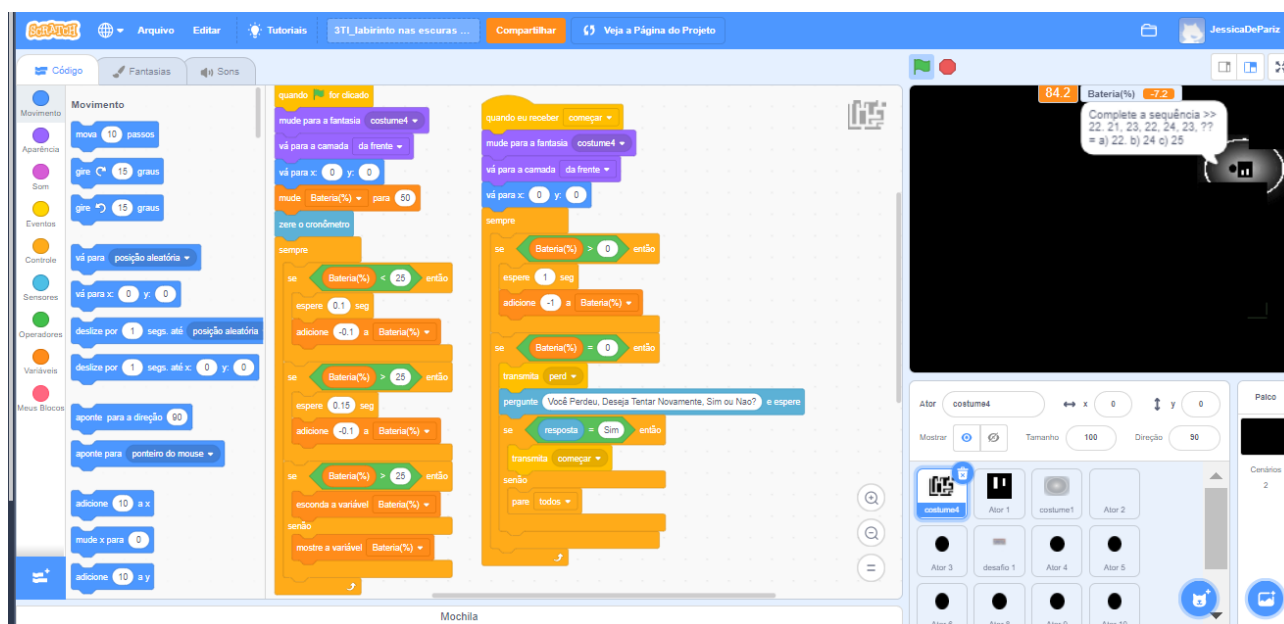 SCRATCH Arquivo Editar Tutoriais 3TI_labirinto nas escuras ... Compartilhar Veja a Página do Projeto JessicaDePariz
Código Fantasias Sons
Movimento
Aparência
Som
Eventos
Controle
Sensores
Operadores
Variáveis
Meus Blocos
Movimento
mova 10 passos
gire 15 graus
gire 15 graus
vá para posição aleatória
vá para x: 0 y: 0
deslize por 1 segs. até posição aleatória
deslize por 1 segs. até x: 0 y: 0
aponte para a direção 90
aponte para ponteiro do mouse
adicione 10 a x
mude x para 0
adicione 10 a y
quando for clicado
mude para a fantasia costume4
vá para a camada da frente
vá para x: 0 y: 0
mude Bateria(%) para 50
zere o cronômetro
sempre
se Bateria(%) < 25 então
espere 0.1 seg
adicione -0.1 a Bateria(%)
se Bateria(%) > 25 então
espere 0.15 seg
adicione -0.1 a Bateria(%)
se Bateria(%) > 25 então
esconda a variável Bateria(%)
senão
mostre a variável Bateria(%)
quando eu receber começar
mude para a fantasia costume4
vá para a camada da frente
vá para x: 0 y: 0
sempre
se Bateria(%) > 0 então
espere 1 seg
adicione -1 a Bateria(%)
se Bateria(%) = 0 então
transmita perd
pergunte Você Perdeu, Deseja Tentar Novamente, Sim ou Nao? e espere
se resposta = Sim então
transmita começar
senão
pare todos
84.2 Bateria(%) -7.2
Complete a sequência >>
22. 21, 23, 22, 24, 23, ??
= a) 22. b) 24 c) 25
Ator costume4 x 0 y 0
Mostrar Tamanho 100 Direção 90
costume4 Ator 1 costume1 Ator 2
Ator 3 desafio 1 Ator 4 Ator 5
Palco
Cenários
2
Mochila